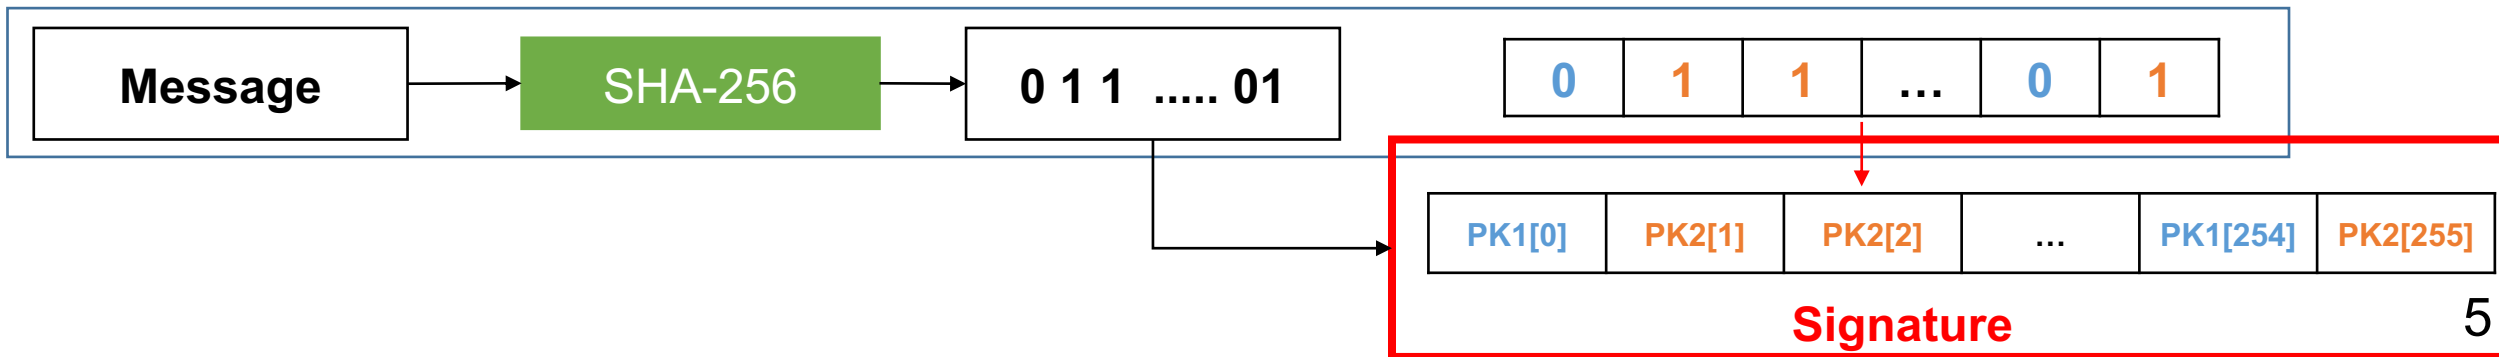 Message
SHA-256
0 1 1 ..... 01
0 1 1 ... 0 1
PK1[0] PK2[1] PK2[2] ... PK1[254] PK2[255]
Signature
5